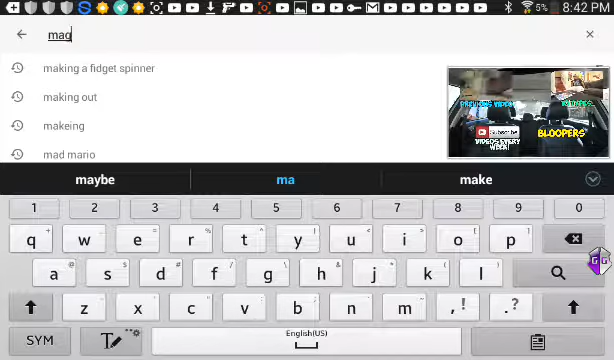 5% 8:42 PM
mag
making a fidget spinner
making out
makeing
mad mario
PREVIOUS VIDEO
Subscribe
BLOOPERS
VIDEOS EVERY
WEEK!
maybe ma make
1 2 3 4 5 6 7 8 9 0
q + w - e × r % t ^ y / u < i > o [ p ]
a @ s $ d # f / g \ h & j * k ( l )
z x c v b n m ,! .?
SYM T English(US)